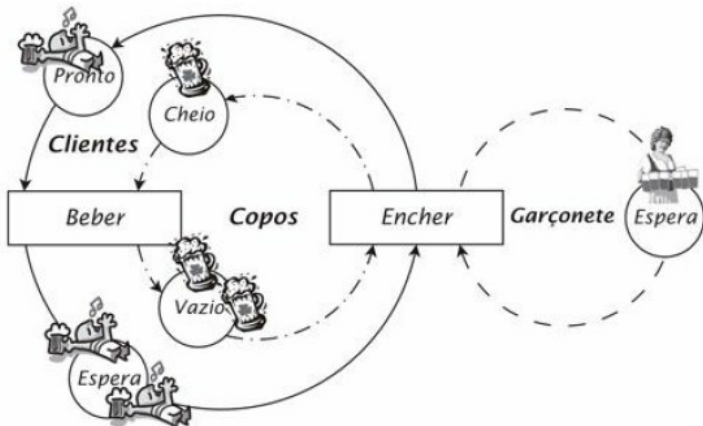 Pronto
Cheio
Clientes
Beber
Copos
Encher
Garçonete
Espera
Vazio
Espera